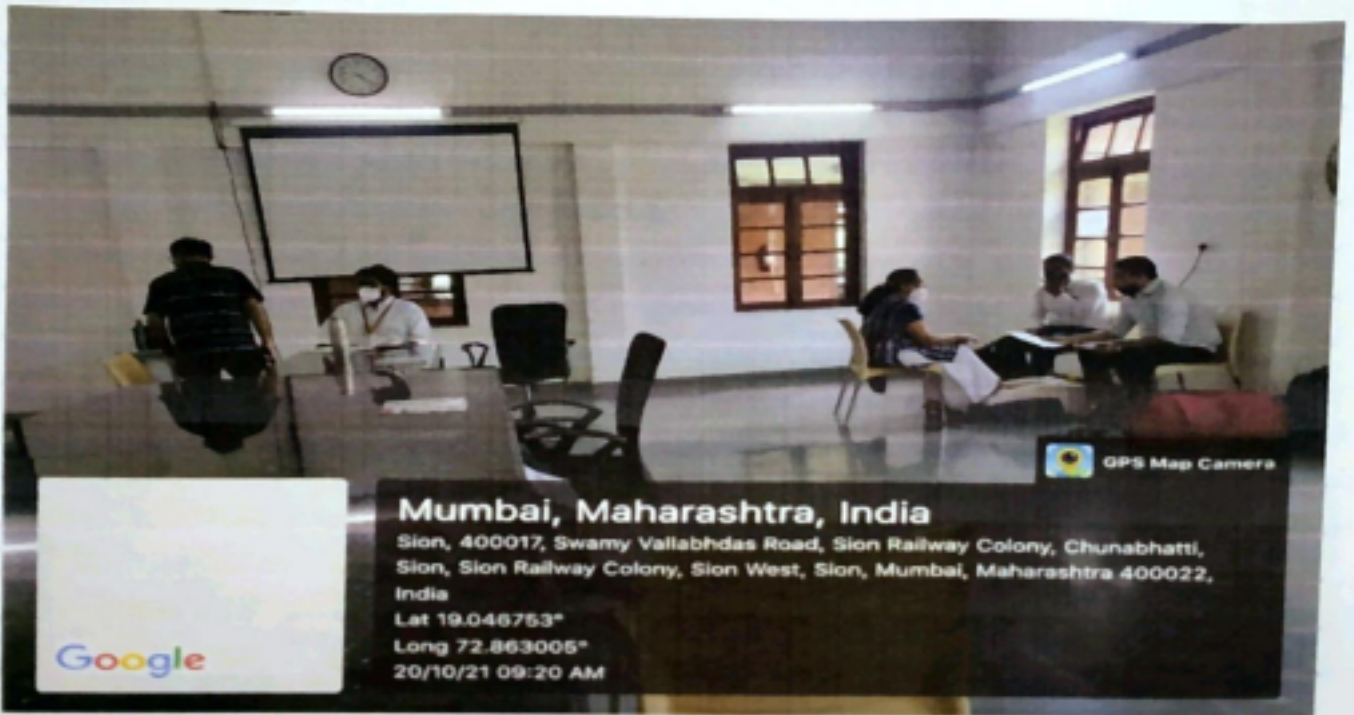 GPS Map Camera
Mumbai, Maharashtra, India
Sion, 400017, Swamy Vallabhdas Road, Sion Railway Colony, Chunabhatti,
Sion, Sion Railway Colony, Sion West, Sion, Mumbai, Maharashtra 400022,
India
Lat 19.046753°
Long 72.863005°
20/10/21 09:20 AM
Google